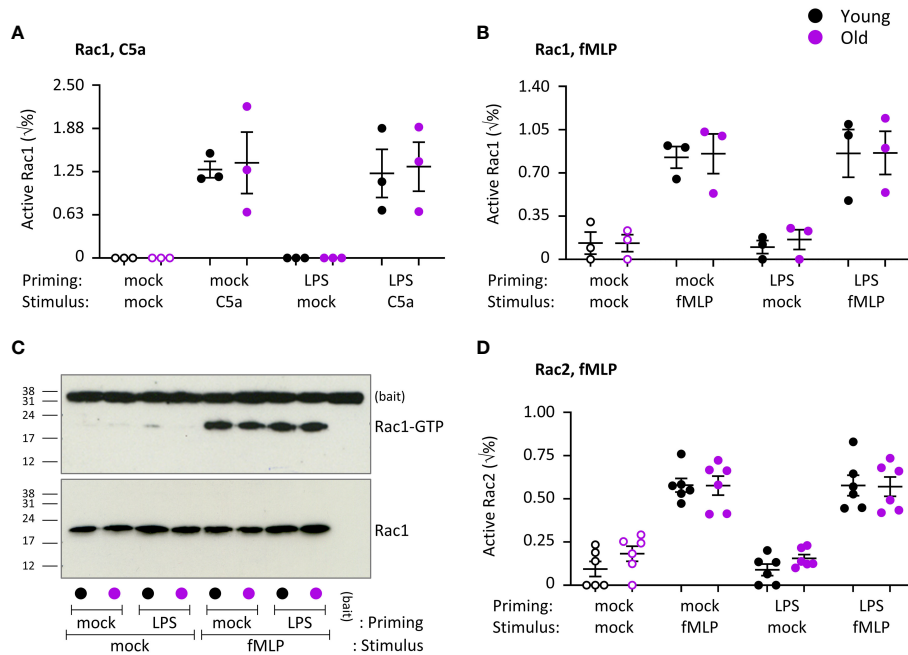 Young
Old
A
Rac1, C5a
2.50
1.88
1.25
0.63
0
Active Rac1 (√%)
Priming: mock mock LPS LPS
Stimulus: mock C5a mock C5a
B
Rac1, fMLP
1.40
1.05
0.70
0.35
0
Active Rac1 (√%)
Priming: mock mock LPS LPS
Stimulus: mock fMLP mock fMLP
C
38
31
24
17
12
(bait)
Rac1-GTP
38
31
24
17
12
Rac1
(bait)
mock LPS mock LPS : Priming
mock fMLP : Stimulus
D
Rac2, fMLP
1.00
0.75
0.50
0.25
0
Active Rac2 (√%)
Priming: mock mock LPS LPS
Stimulus: mock fMLP mock fMLP